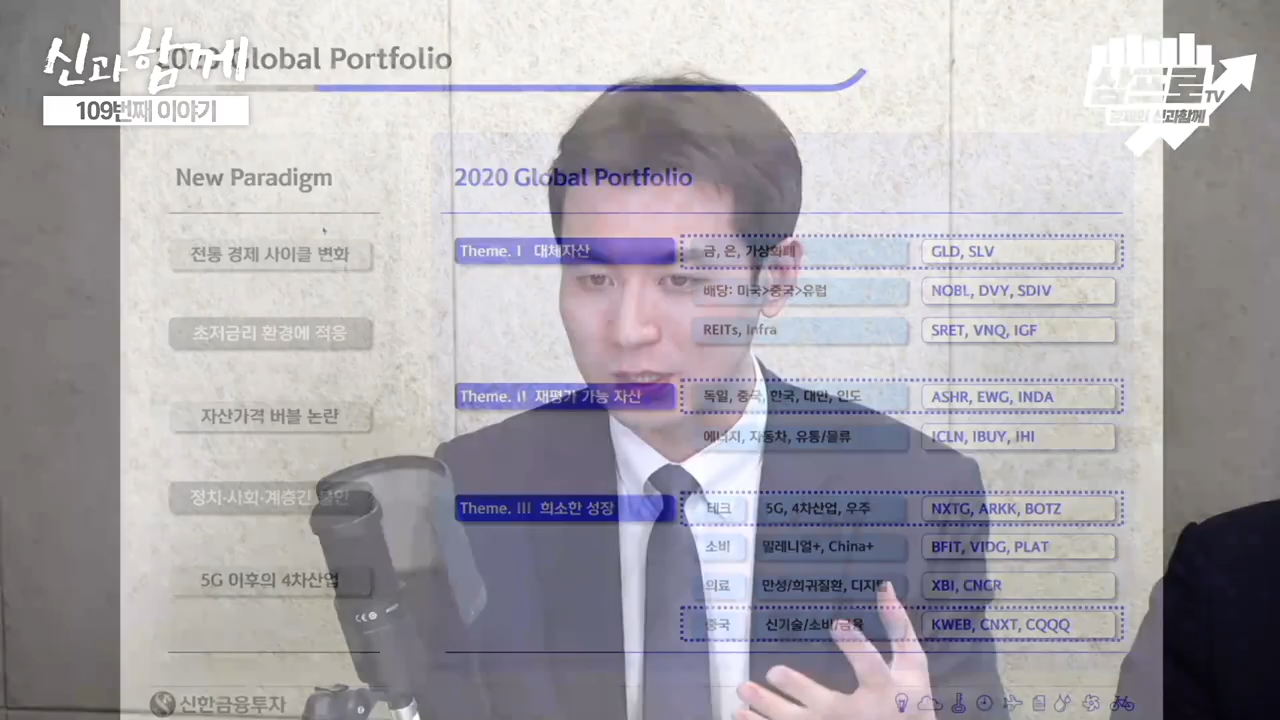 신과함께
109번째 이야기
삼프로TV
경제의 신과함께
2020 Global Portfolio
New Paradigm
전통 경제 사이클 변화
초저금리 환경에 적응
자산가격 버블 논란
정치·사회·계층간 불안
5G 이후의 4차산업
2020 Global Portfolio
Theme. I 대체자산
금, 은, 가상화폐
GLD, SLV
배당: 미국>중국>유럽
NOBL, DVY, SDIV
REITs, Infra
SRET, VNQ, IGF
Theme. II 재평가 가능 자산
독일, 중국, 한국, 대만, 인도
ASHR, EWG, INDA
에너지, 자동차, 유통/물류
ICLN, IBUY, IHI
Theme. III 희소한 성장
테크
5G, 4차산업, 우주
NXTG, ARKK, BOTZ
소비
밀레니얼+, China+
BFIT, VIDG, PLAT
의료
만성/희귀질환, 디지털
XBI, CNCR
중국
신기술/소비/금융
KWEB, CNXT, CQQQ
신한금융투자